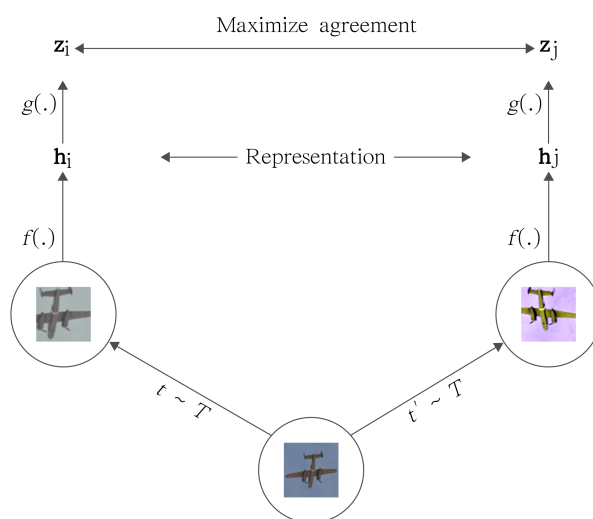 Maximize agreement
zi
zj
g(.)
g(.)
hi
Representation
hj
f(.)
f(.)
t ~ T
t' ~ T